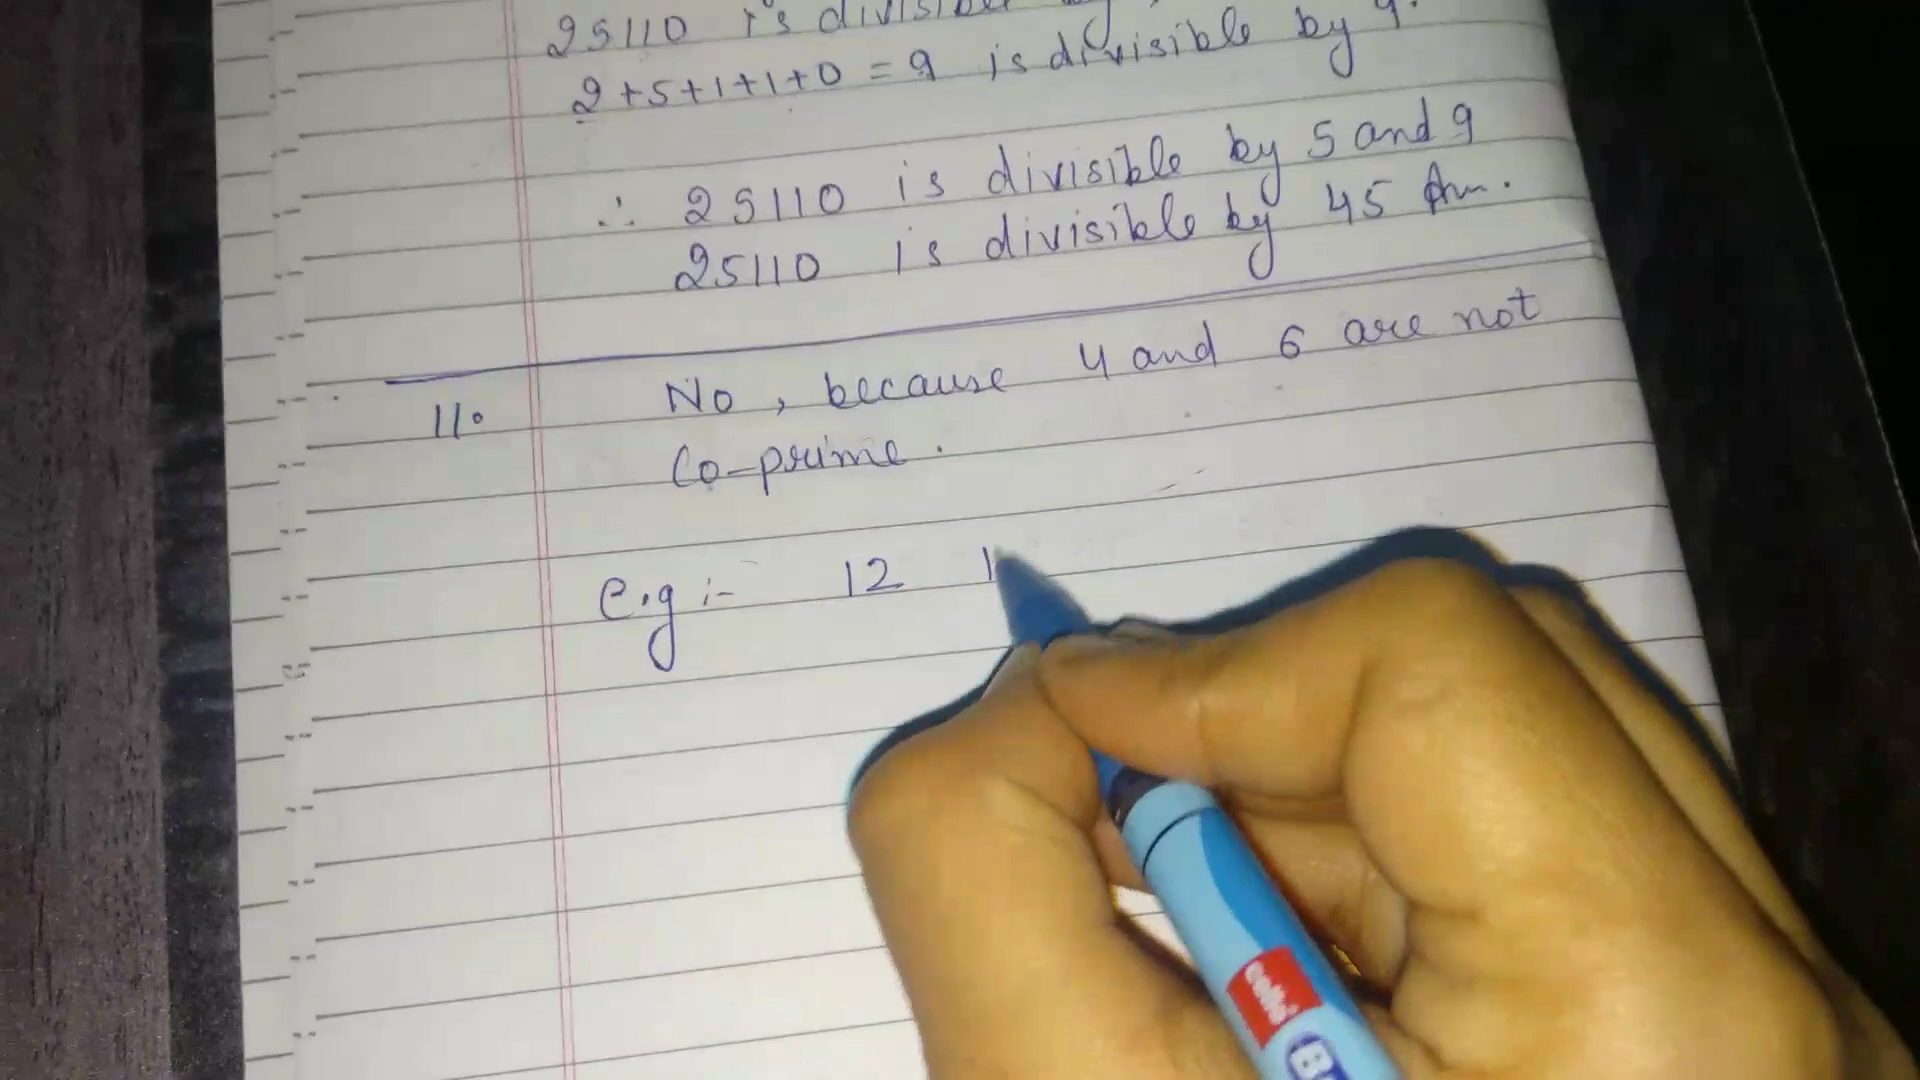 25110 is divisible by
2+5+1+1+0 = 9 is divisible by 9.
∴ 25110 is divisible by 5 and 9
25110 is divisible by 45 Ans.
11. No, because 4 and 6 are not
Co-prime.
e.g :- 12 1
cello